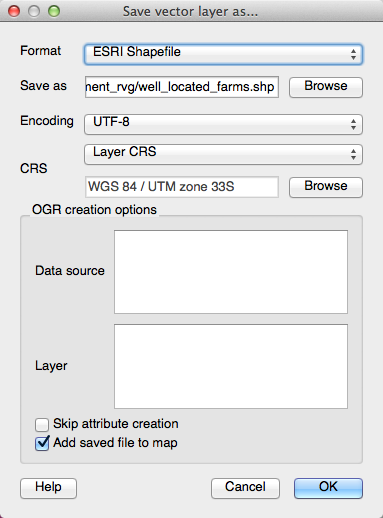 Save vector layer as...
Format ESRI Shapefile
Save as ment_rvg/well_located_farms.shp Browse
Encoding UTF-8
Layer CRS
CRS
WGS 84 / UTM zone 33S Browse
OGR creation options
Data source
Layer
Skip attribute creation
Add saved file to map
Help Cancel OK